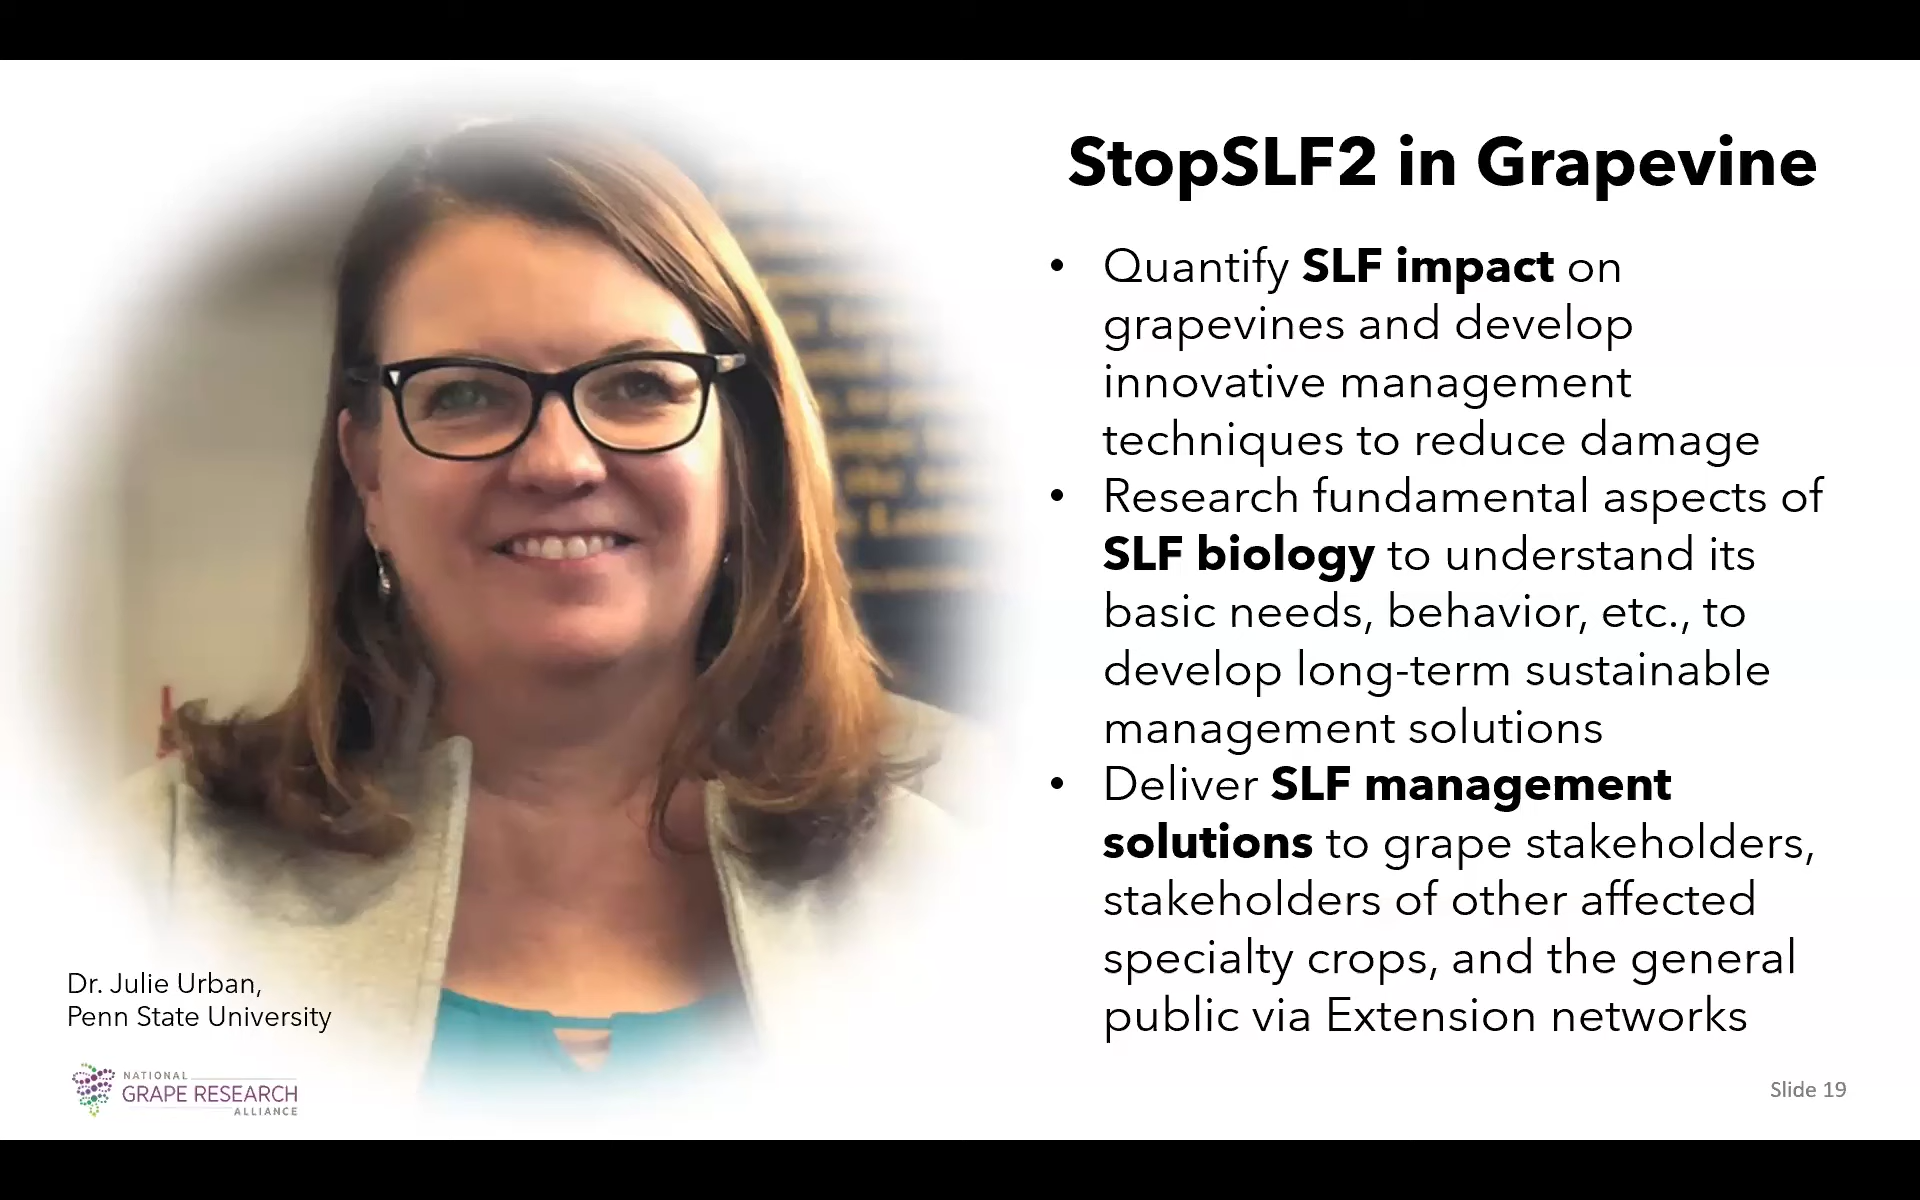 StopSLF2 in Grapevine
• Quantify SLF impact on
grapevines and develop
innovative management
techniques to reduce damage
• Research fundamental aspects of
SLF biology to understand its
basic needs, behavior, etc., to
develop long-term sustainable
management solutions
• Deliver SLF management
solutions to grape stakeholders,
stakeholders of other affected
specialty crops, and the general
public via Extension networks
Dr. Julie Urban,
Penn State University
NATIONAL
GRAPE RESEARCH
ALLIANCE
Slide 19